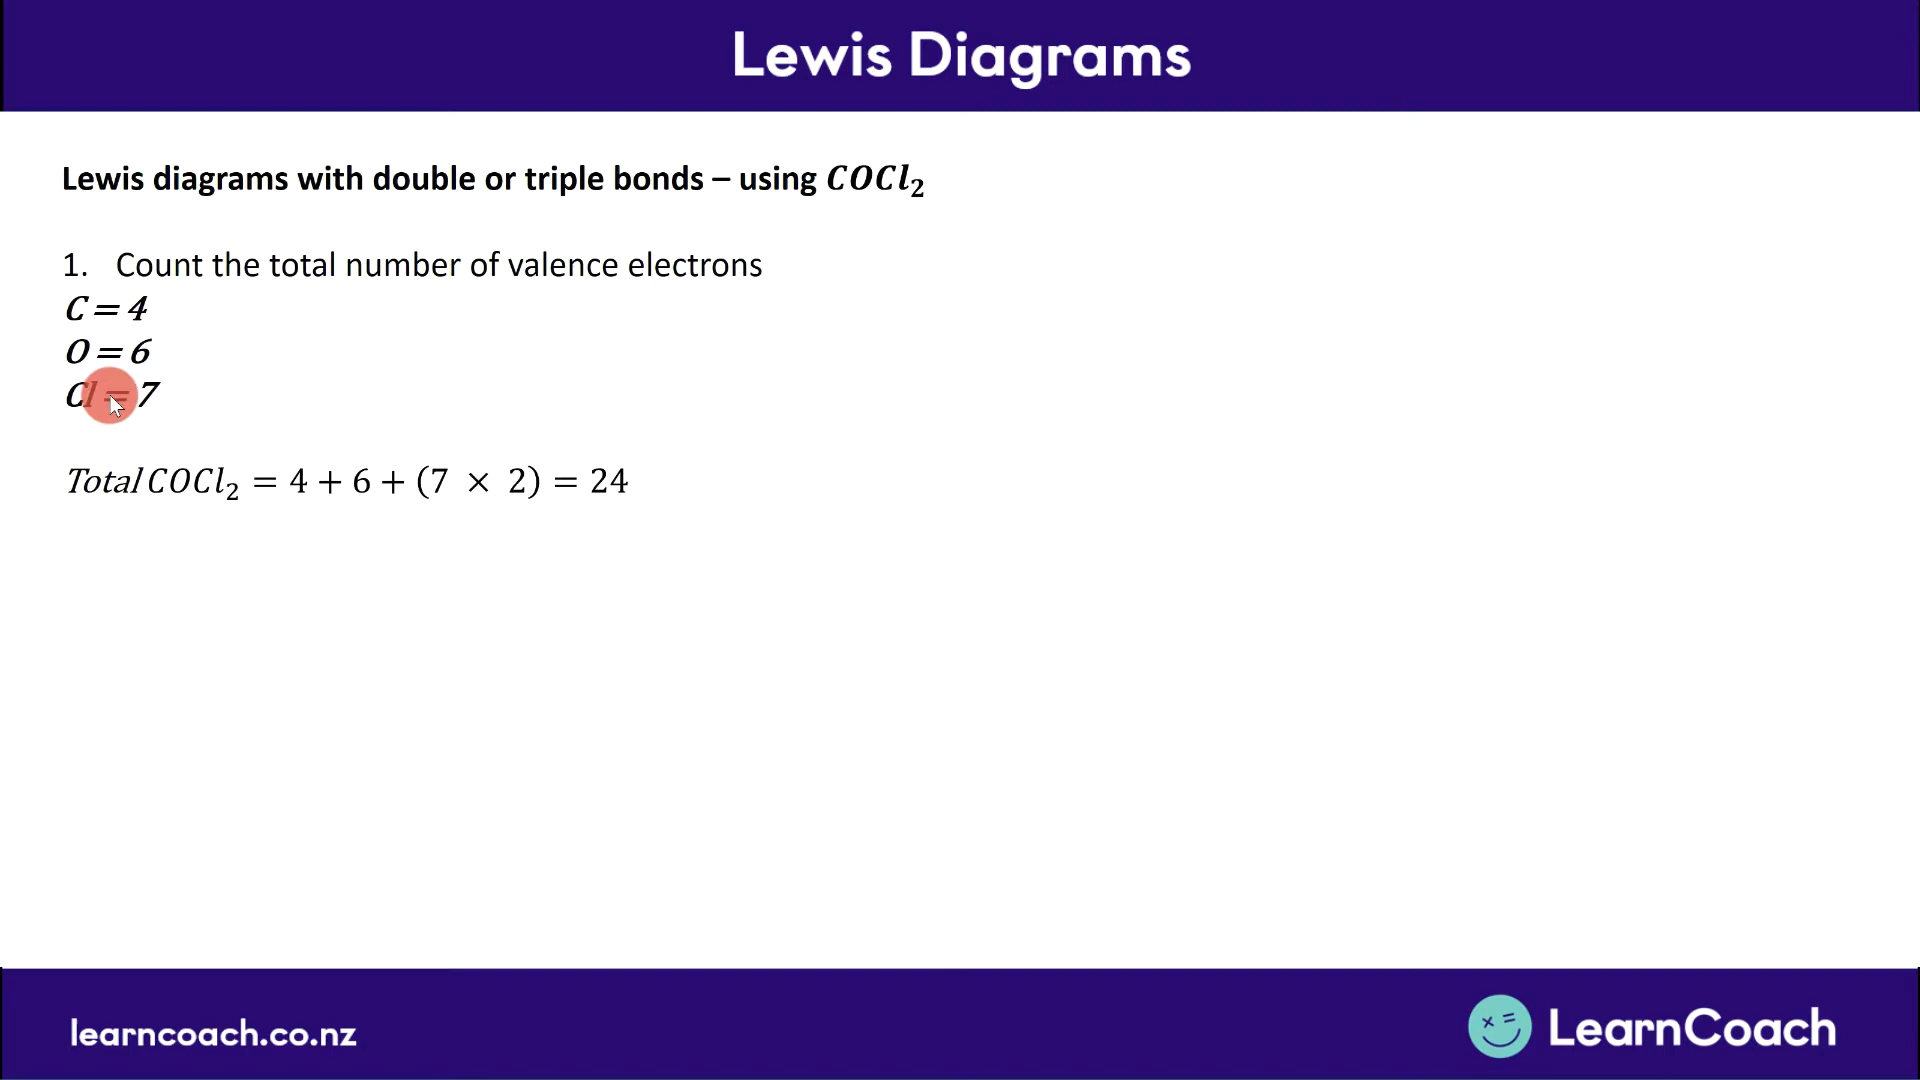 Lewis Diagrams
Lewis diagrams with double or triple bonds – using COCl₂
1. Count the total number of valence electrons
C = 4
O = 6
Cl = 7
Total COCl₂ = 4 + 6 + (7 × 2) = 24
learncoach.co.nz
LearnCoach